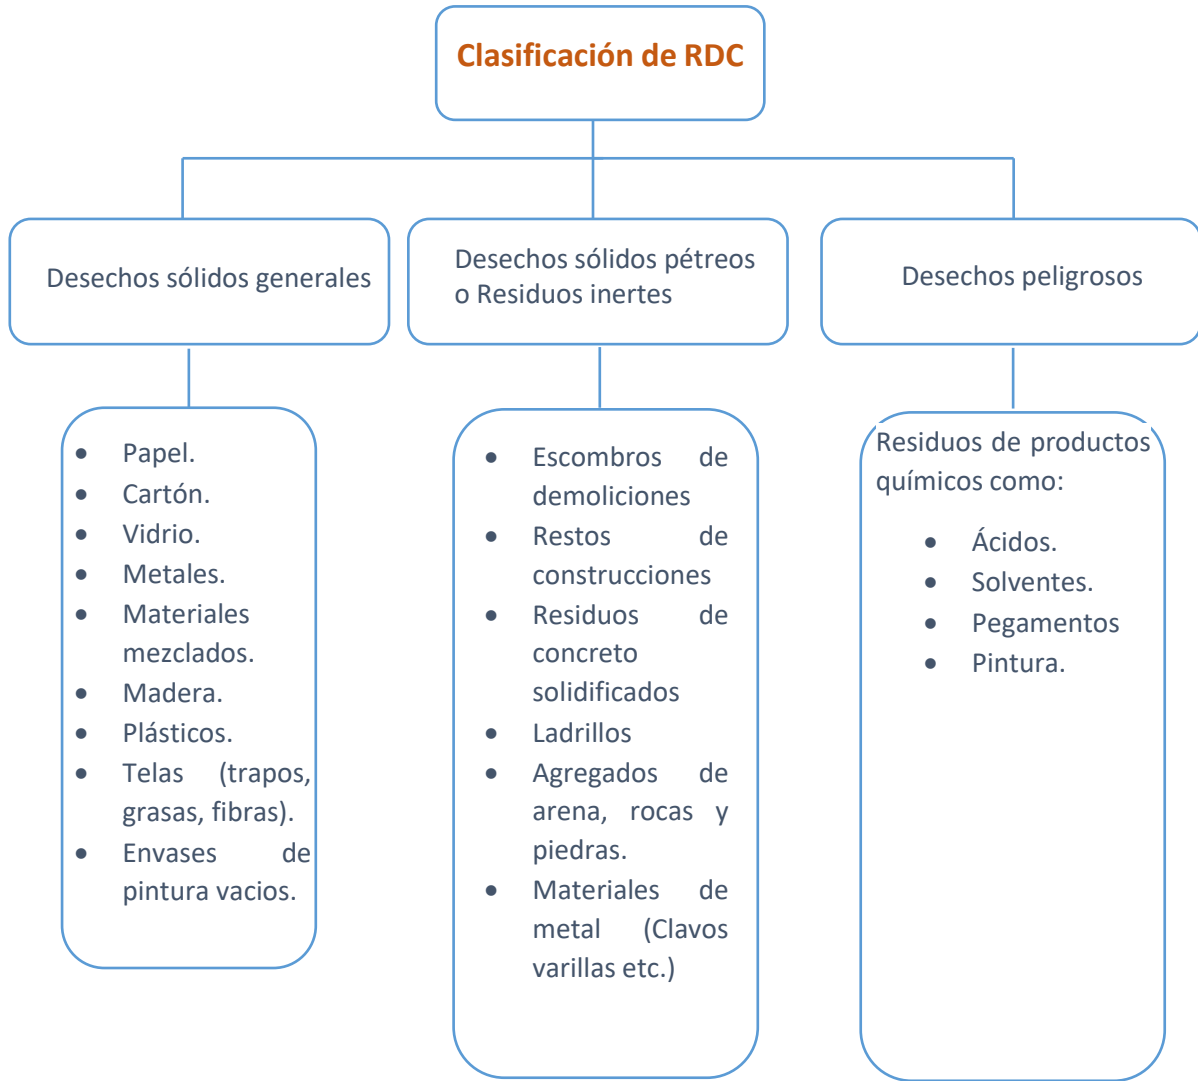 Clasificación de RDC
Desechos sólidos generales
Desechos sólidos pétreos
o Residuos inertes
Desechos peligrosos
• Papel.
• Cartón.
• Vidrio.
• Metales.
• Materiales
mezclados.
• Madera.
• Plásticos.
• Telas (trapos,
grasas, fibras).
• Envases de
pintura vacios.
• Escombros de
demoliciones
• Restos de
construcciones
• Residuos de
concreto
solidificados
• Ladrillos
• Agregados de
arena, rocas y
piedras.
• Materiales de
metal (Clavos
varillas etc.)
Residuos de productos
químicos como:
• Ácidos.
• Solventes.
• Pegamentos
• Pintura.